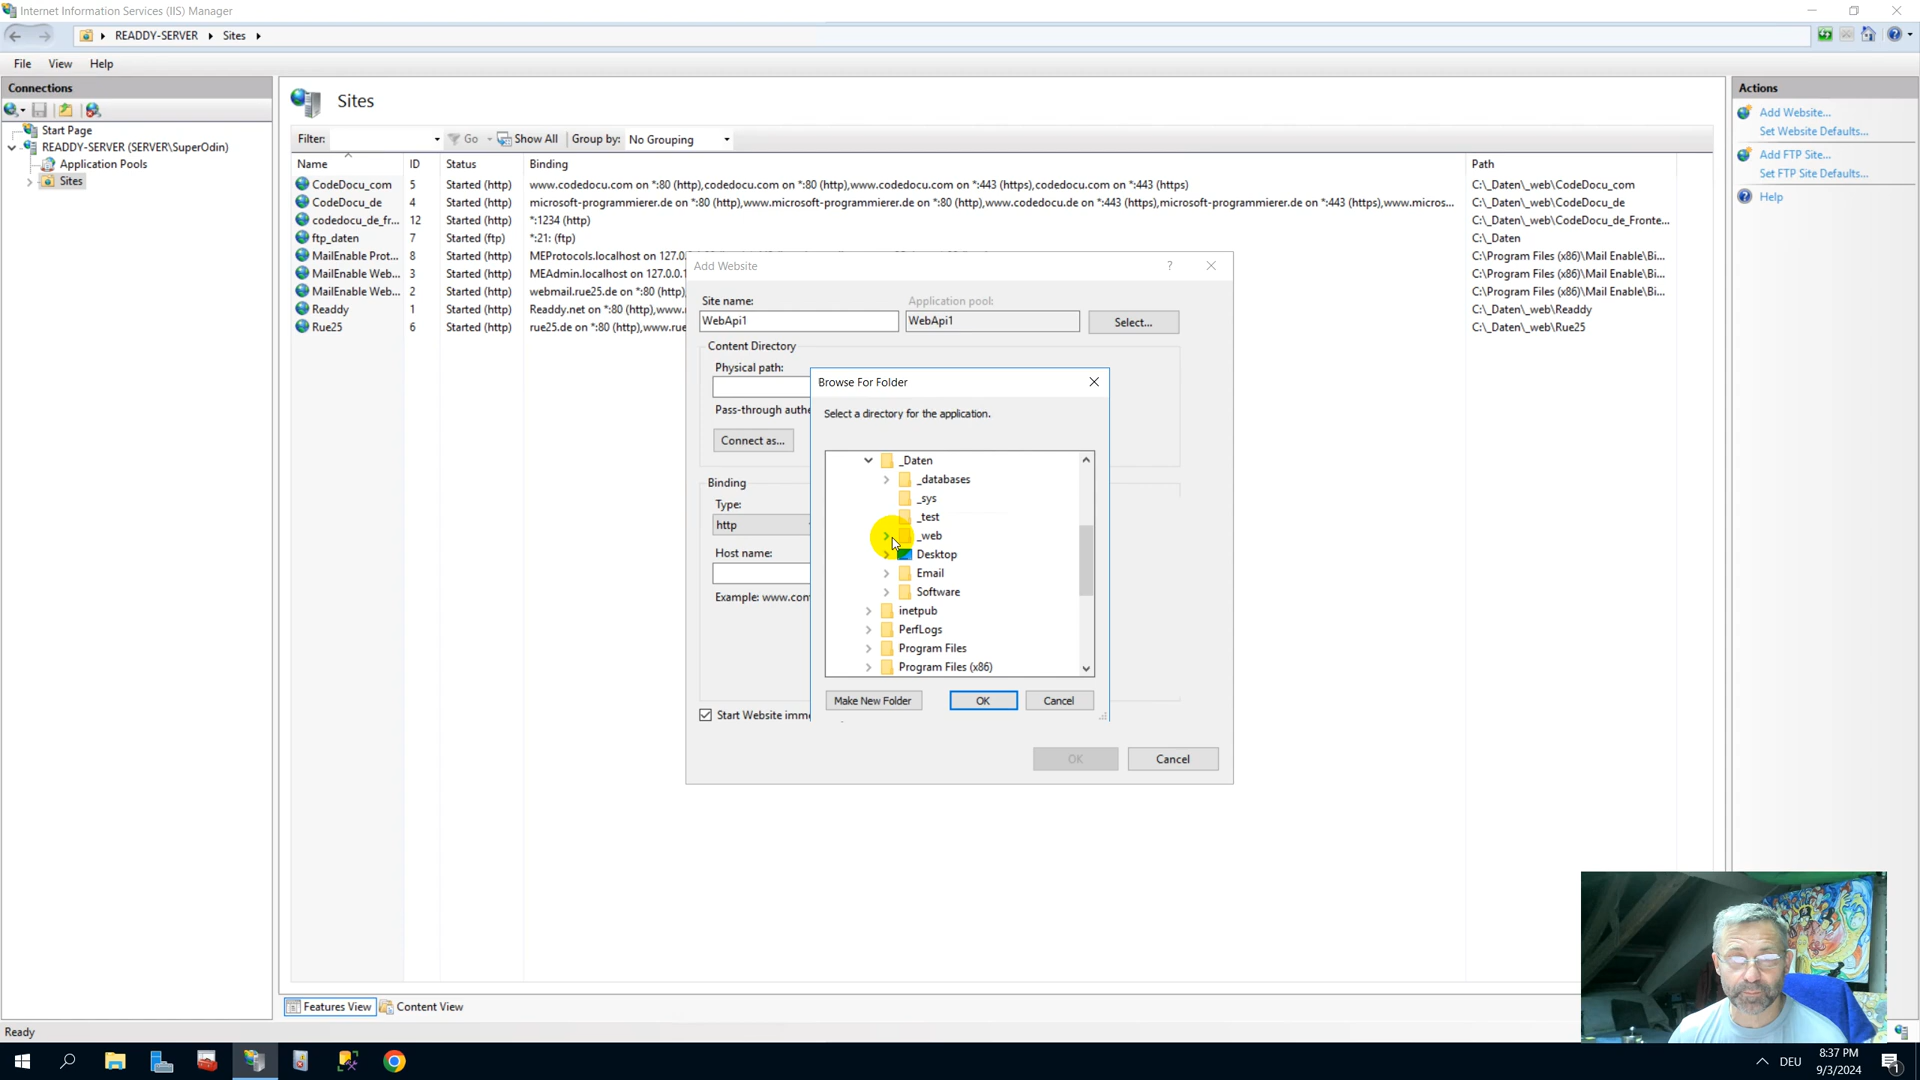 Internet Information Services (IIS) Manager
READDY-SERVER
Sites
File View Help
Connections
Start Page
READDY-SERVER (SERVER\SuperOdin)
Application Pools
Sites
Sites
Filter: Go Show All Group by: No Grouping
Name ID Status Binding Path
CodeDocu_com 5 Started (http) www.codedocu.com on *:80 (http),codedocu.com on *:80 (http),www.codedocu.com on *:443 (https),codedocu.com on *:443 (https) C:\_Daten\_web\CodeDocu_com
CodeDocu_de 4 Started (http) microsoft-programmierer.de on *:80 (http),www.microsoft-programmierer.de on *:80 (http),www.codedocu.de on *:443 (https),microsoft-programmierer.de on *:443 (https),www.micros... C:\_Daten\_web\CodeDocu_de
codedocu_de_fr... 12 Started (http) *:1234 (http) C:\_Daten\_web\CodeDocu_de_Fronte...
ftp_daten 7 Started (ftp) *:21: (ftp) C:\_Daten
MailEnable Prot... 8 Started (http) MEProtocols.localhost on 127.0. C:\Program Files (x86)\Mail Enable\Bi...
MailEnable Web... 3 Started (http) MEAdmin.localhost on 127.0.0.1 C:\Program Files (x86)\Mail Enable\Bi...
MailEnable Web... 2 Started (http) webmail.rue25.de on *:80 (http), C:\Program Files (x86)\Mail Enable\Bi...
Readdy 1 Started (http) Readdy.net on *:80 (http),www C:\_Daten\_web\Readdy
Rue25 6 Started (http) rue25.de on *:80 (http),www.rue C:\_Daten\_web\Rue25
Add Website
?
Site name:
Application pool:
WebApi1
WebApi1
Select...
Content Directory
Physical path:
Pass-through authe
Connect as...
Binding
Type:
http
Host name:
Example: www.con
Start Website imm
OK
Cancel
Browse For Folder
Select a directory for the application.
_Daten
_databases
_sys
_test
_web
Desktop
Email
Software
inetpub
PerfLogs
Program Files
Program Files (x86)
Make New Folder
OK
Cancel
Actions
Add Website...
Set Website Defaults...
Add FTP Site...
Set FTP Site Defaults...
Help
Features View
Content View
Ready
DEU
8:37 PM
9/3/2024
1